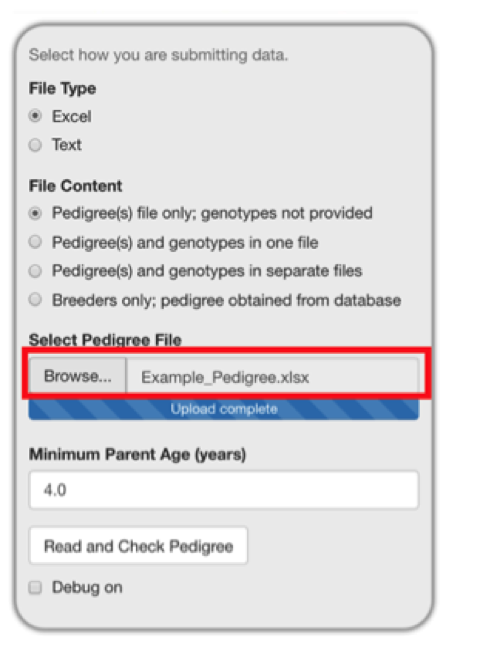 Select how you are submitting data.
File Type
Excel
Text
File Content
Pedigree(s) file only; genotypes not provided
Pedigree(s) and genotypes in one file
Pedigree(s) and genotypes in separate files
Breeders only; pedigree obtained from database
Select Pedigree File
Browse... Example_Pedigree.xlsx
Upload complete
Minimum Parent Age (years)
4.0
Read and Check Pedigree
Debug on